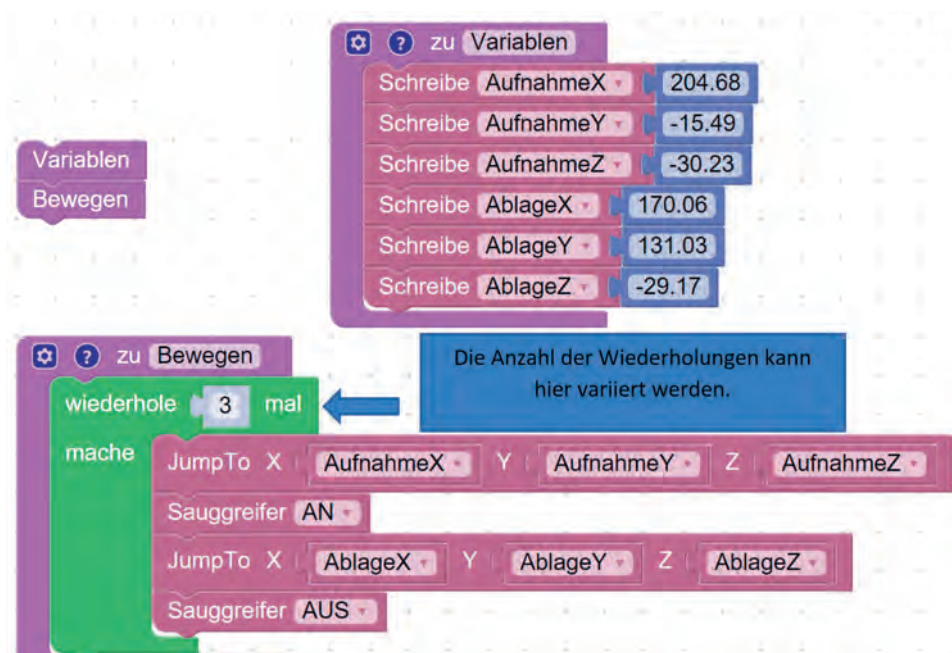 ? zu Variablen
Schreibe AufnahmeX 204.68
Schreibe AufnahmeY -15.49
Schreibe AufnahmeZ -30.23
Schreibe AblageX 170.06
Schreibe AblageY 131.03
Schreibe AblageZ -29.17
Variablen
Bewegen
? zu Bewegen
wiederhole 3 mal
Die Anzahl der Wiederholungen kann
hier variiert werden.
mache
JumpTo X AufnahmeX Y AufnahmeY Z AufnahmeZ
Sauggreifer AN
JumpTo X AblageX Y AblageY Z AblageZ
Sauggreifer AUS